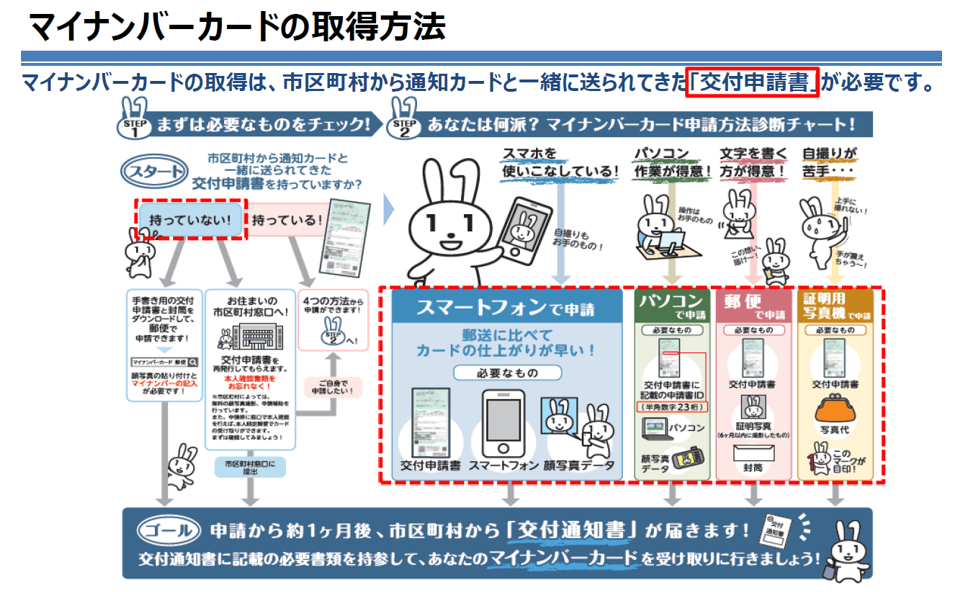 マイナンバーカードの取得方法
マイナンバーカードの取得は、市区町村から通知カードと一緒に送られてきた「交付申請書」が必要です。
STEP
1
まずは必要なものをチェック!
STEP
2
あなたは何派? マイナンバーカード申請方法診断チャート!
スタート
市区町村から通知カードと
一緒に送られてきた
交付申請書を持っていますか?
持っていない!
持っている!
手書き用の交付
申請書と封筒を
ダウンロードして、
郵便で
申請できます!
マイナンバーカード 郵便
顔写真の貼り付けと
マイナンバーの記入
が必要です!
お住まいの
市区町村窓口へ!
交付申請書を
再発行してもらえます。
本人確認書類を
お忘れなく!
※市区町村によっては、
無料の顔写真撮影、申請補助を
行っています。
また、申請時に窓口で本人確認
を行えば、本人限定郵便でカード
の受け取りができます。
まずは確認してみましょう!
市区町村窓口に
提出
4つの方法から
申請ができます!
STEP
2
へ!
ご自身で
申請したい!
スマホを
使いこなしている!
自撮りも
お手のもの!
パソコン
作業が得意!
操作は
お手のもの
文字を書く
方が得意!
この想い、
届けー!
自撮りが
苦手・・・
上手に
撮れない!
手が震え
ちゃうー!
スマートフォンで申請
郵送に比べて
カードの仕上がりが早い!
必要なもの
交付申請書
スマートフォン
顔写真データ
パソコン
で申請
必要なもの
交付申請書に
記載の申請書ID
(半角数字23桁)
パソコン
顔写真
データ
郵便
で申請
必要なもの
交付申請書
証明写真
(6ヶ月以内に撮影したもの)
封筒
証明用
写真機で申請
必要なもの
交付申請書
写真代
この
マークが
目印!
ゴール
申請から約1ヶ月後、市区町村から「交付通知書」が届きます!
交付通知書に記載の必要書類を持参して、あなたのマイナンバーカードを受け取りに行きましょう!
交付
通知書